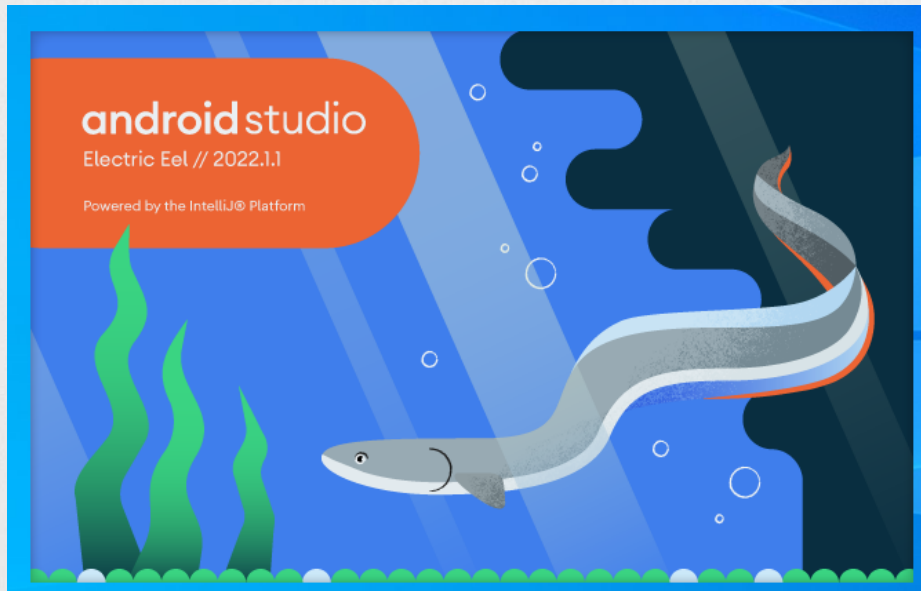 android studio
Electric Eel // 2022.1.1
Powered by the IntelliJ® Platform